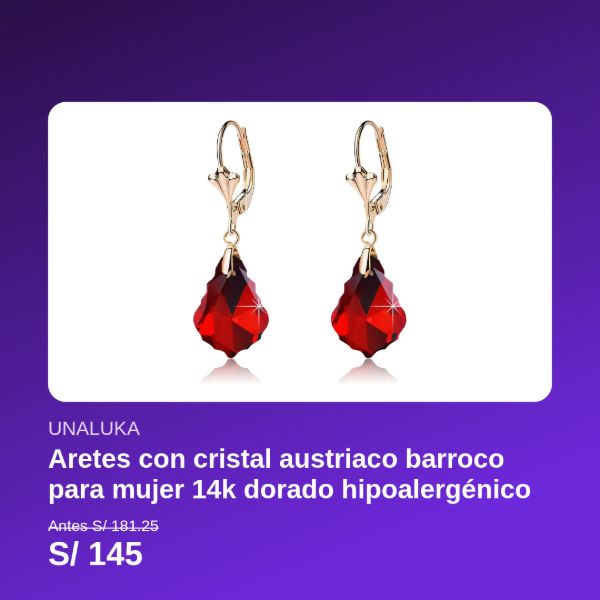 UNALUKA
Aretes con cristal austriaco barroco
para mujer 14k dorado hipoalergénico
Antes S/ 181.25
S/ 145